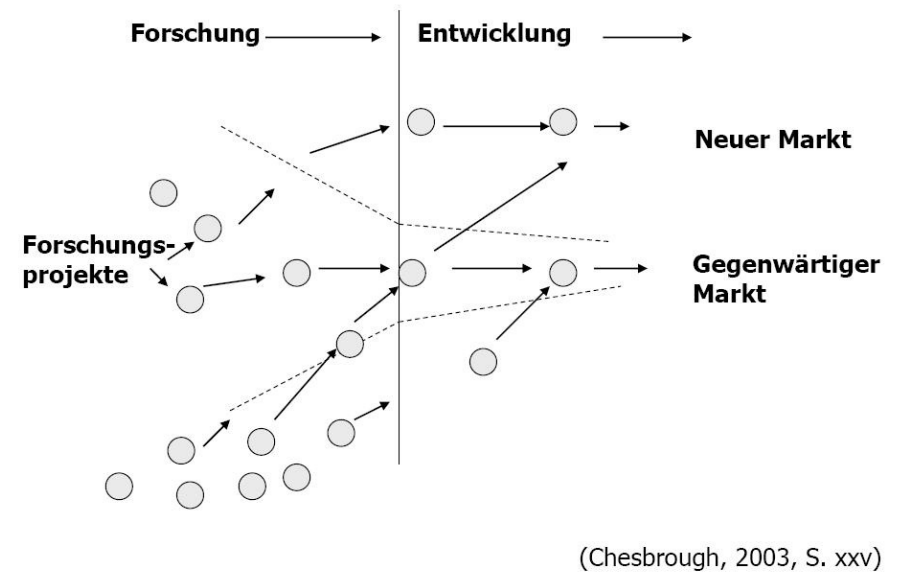 Forschung
Entwicklung
Neuer Markt
Forschungs-
projekte
Gegenwärtiger
Markt
(Chesbrough, 2003, S. xxv)